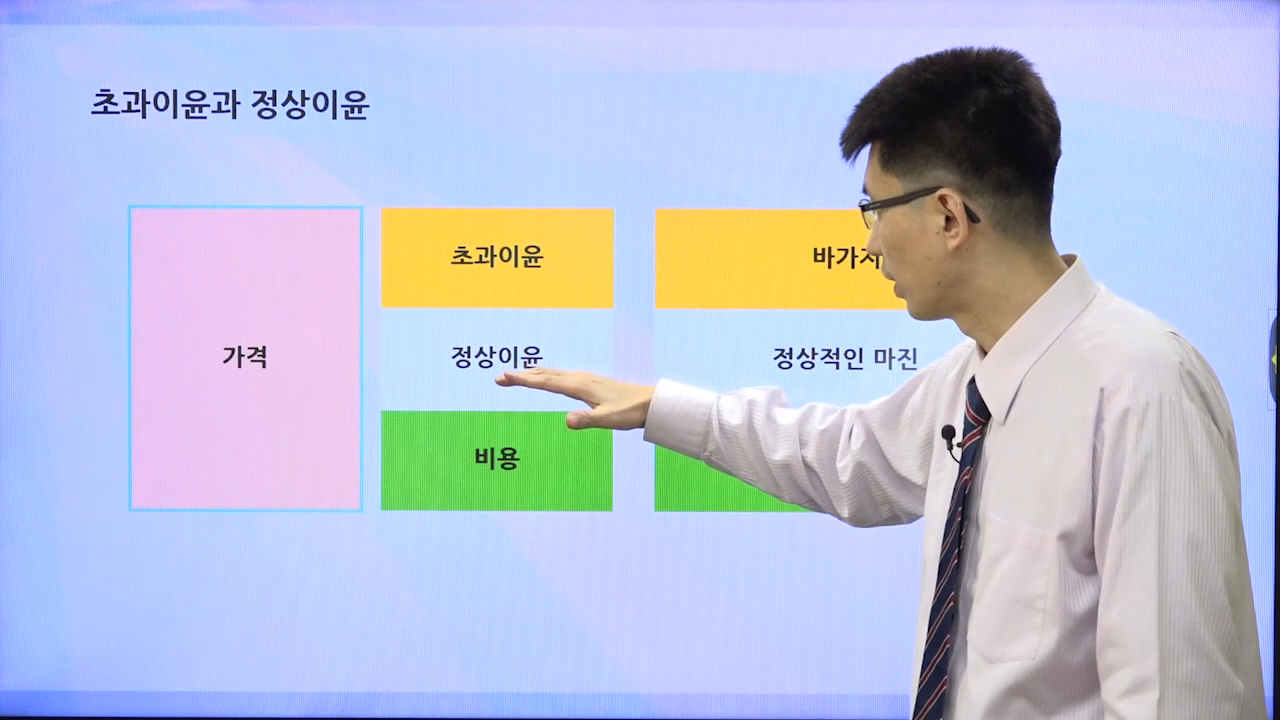 초과이윤과 정상이윤
가격
초과이윤
정상이윤
비용
정상적인 마진